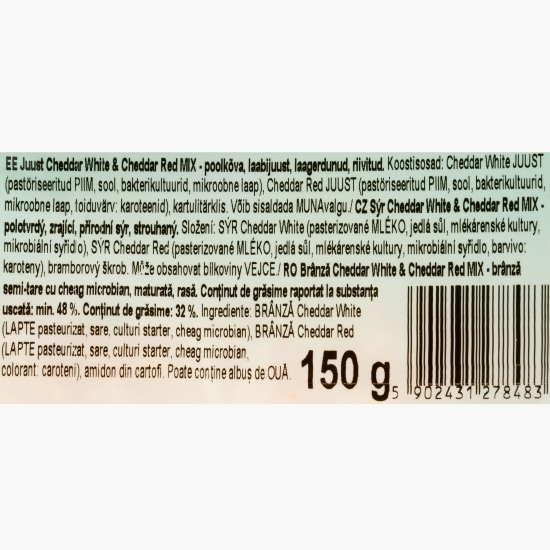 EE Juust Cheddar White & Cheddar Red MIX - poolkõva, laabijuust, laagerdunud, riivitud. Koostisosad: Cheddar White JUUST
(pastöriseeritud PIIM, sool, bakterikultuurid, mikroobne laap), Cheddar Red JUUST (pastöriseeritud PIIM, sool, bakterikultuurid,
mikroobne laap, toiduvärv: karoteenid), kartulitärklis. Võib sisaldada MUNAvalgu./ CZ Sýr Cheddar White & Cheddar Red MIX -
polotvrdý, zrající, přírodní sýr, strouhaný. Složení: SÝR Cheddar White (pasterizované MLÉKO, jedlá sůl, mlékárenské kultury,
mikrobiální syřidlo), SÝR Cheddar Red (pasterizované MLÉKO, jedlá sůl, mlékárenské kultury, mikrobiální syřidlo, barvivo:
karoteny), bramborový škrob. Může obsahovat bílkoviny VEJCE./ RO Brânză Cheddar White & Cheddar Red MIX - brânză
semi-tare cu cheag microbian, maturată, rasă. Conținut de grăsime raportat la substanța
uscată: min. 48 %. Conținut de grăsime: 32 %. Ingrediente: BRÂNZĂ Cheddar White
(LAPTE pasteurizat, sare, culturi starter, cheag microbian), BRÂNZĂ Cheddar Red
(LAPTE pasteurizat, sare, culturi starter, cheag microbian,
colorant: caroteni), amidon din cartofi. Poate conține albuș de OUĂ.
150 g
5 902431 278483